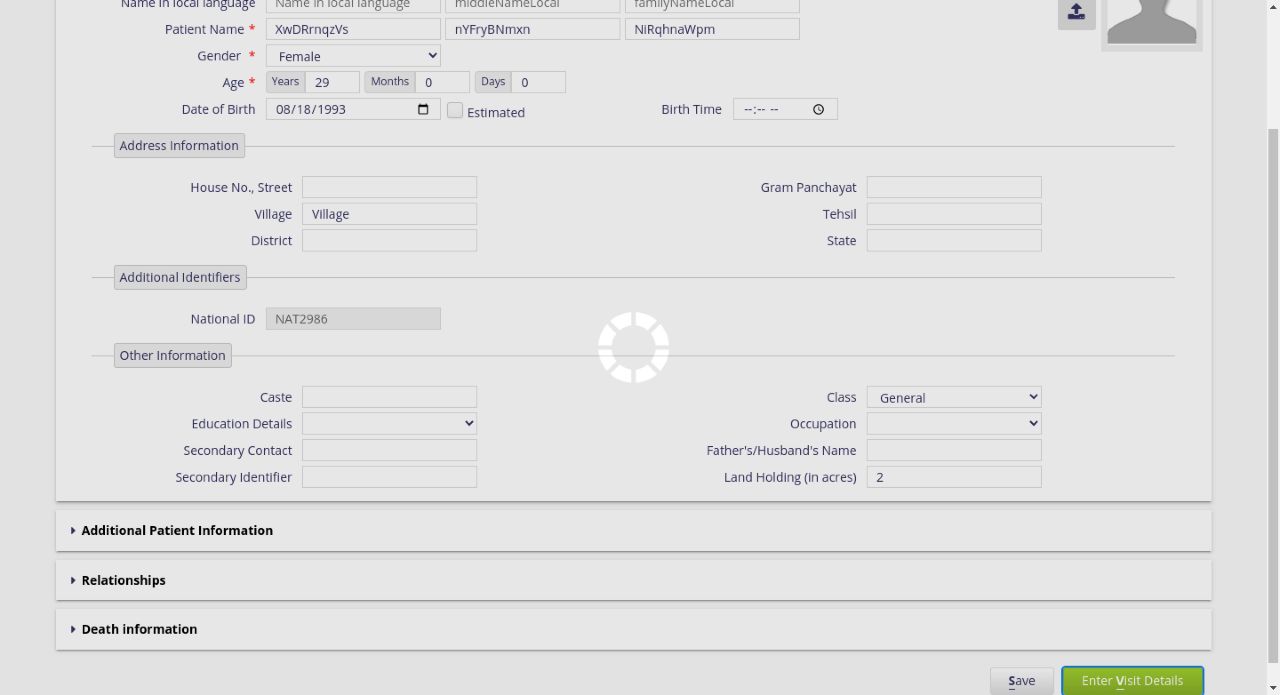 Name in local language Name in local language middleNameLocal familyNameLocal
Patient Name * XwDRrnqzVs nYFryBNmxn NiRqhnaWpm
Gender * Female
Age * Years 29 Months 0 Days 0
Date of Birth 08/18/1993 Estimated Birth Time --:-- --
Address Information
House No., Street Gram Panchayat
Village Village Tehsil
District State
Additional Identifiers
National ID NAT2986
Other Information
Caste Class General
Education Details Occupation
Secondary Contact Father's/Husband's Name
Secondary Identifier Land Holding (in acres) 2
Additional Patient Information
Relationships
Death information
Save Enter Visit Details